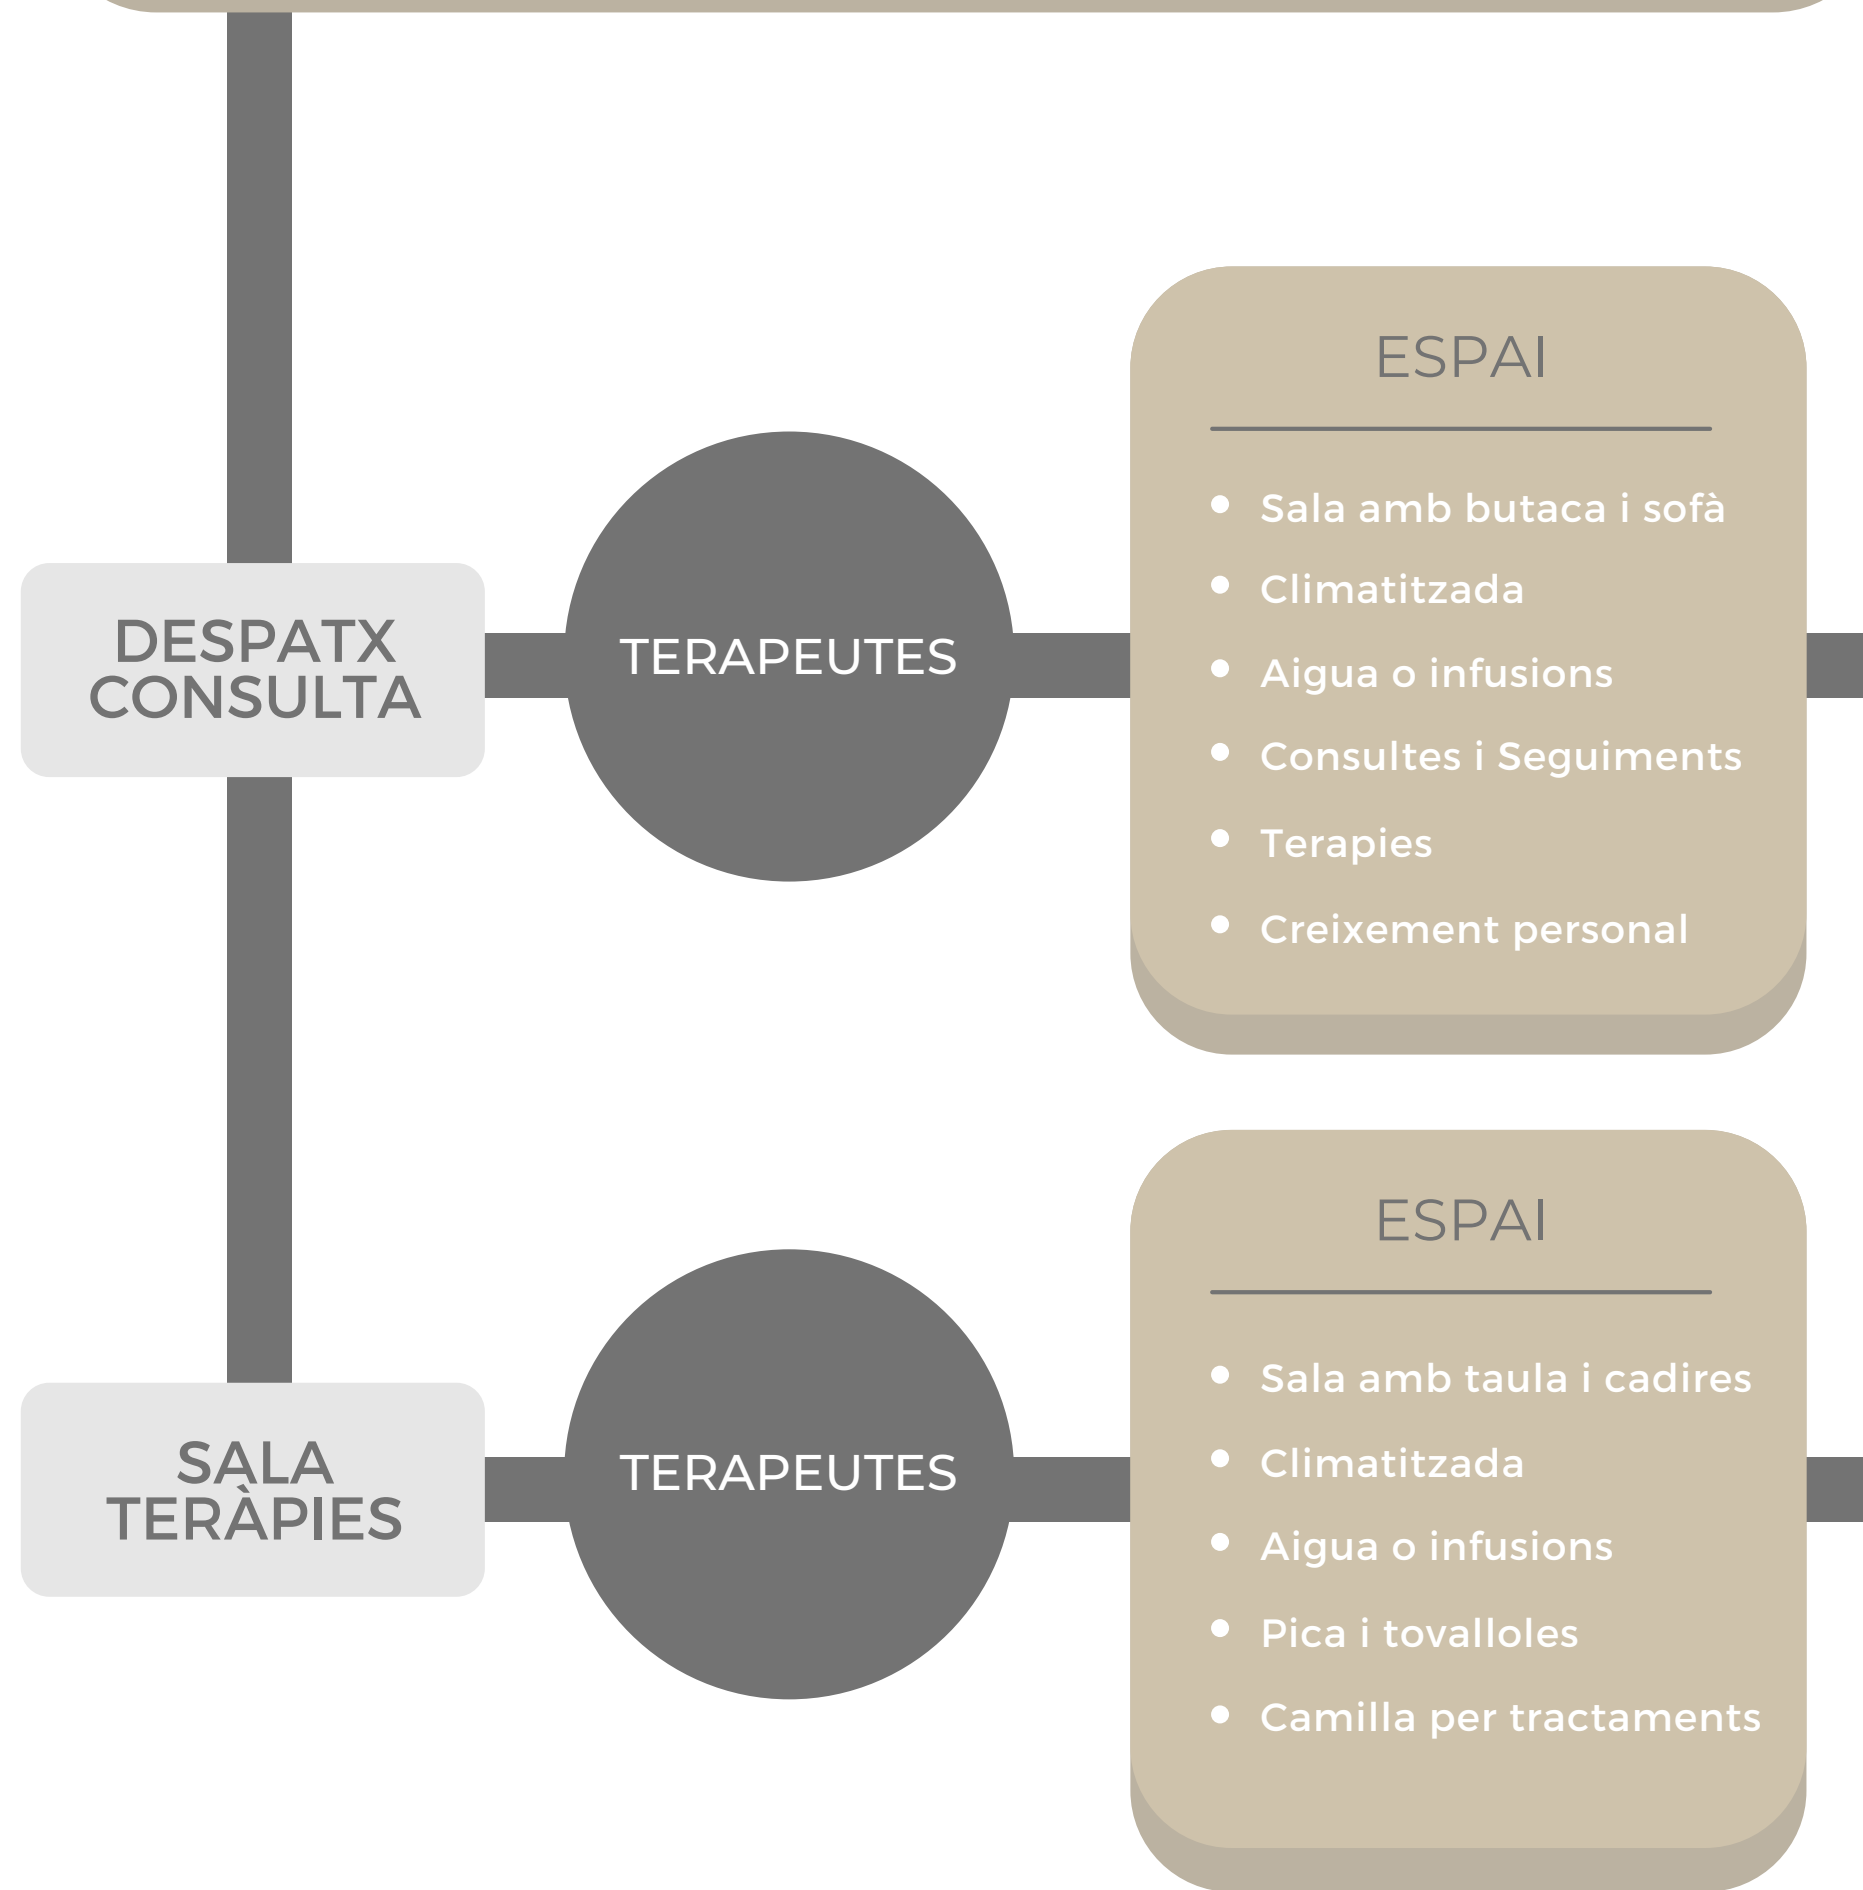 DESPATX
CONSULTA
TERAPEUTES
ESPAI
Sala amb butaca i sofà
Climatitzada
Aigua o infusions
Consultes i Seguiments
Terapies
Creixement personal
SALA
TERÀPIES
TERAPEUTES
ESPAI
Sala amb taula i cadires
Climatitzada
Aigua o infusions
Pica i tovalloles
Camilla per tractaments